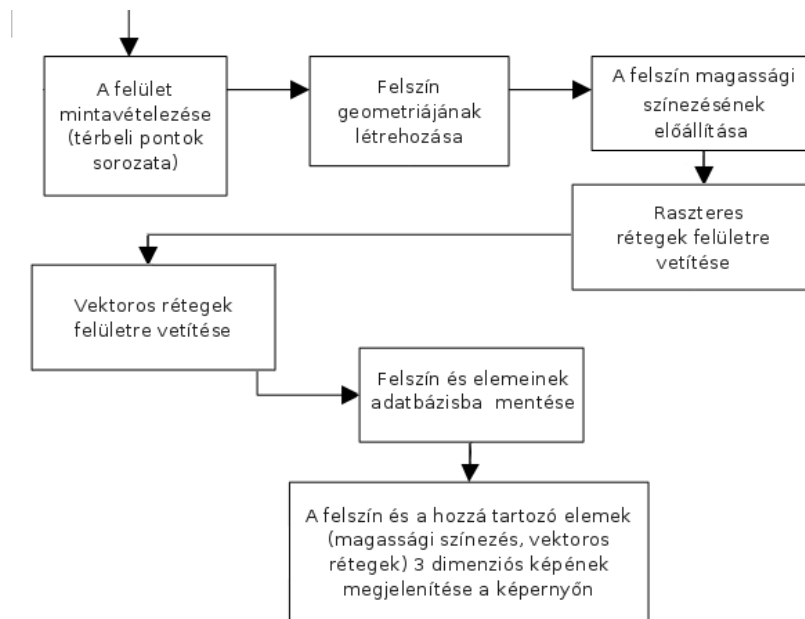 A felület
mintavételezése
(térbeli pontok
sorozata)
Felszín
geometriájának
létrehozása
A felszín magassági
színezésének
előállítása
Raszteres
rétegek felületre
vetítése
Vektoros rétegek
felületre vetítése
Felszín és elemeinek
adatbázisba mentése
A felszín és a hozzá tartozó elemek
(magassági színezés, vektoros
rétegek) 3 dimenziós képének
megjelenítése a képernyőn